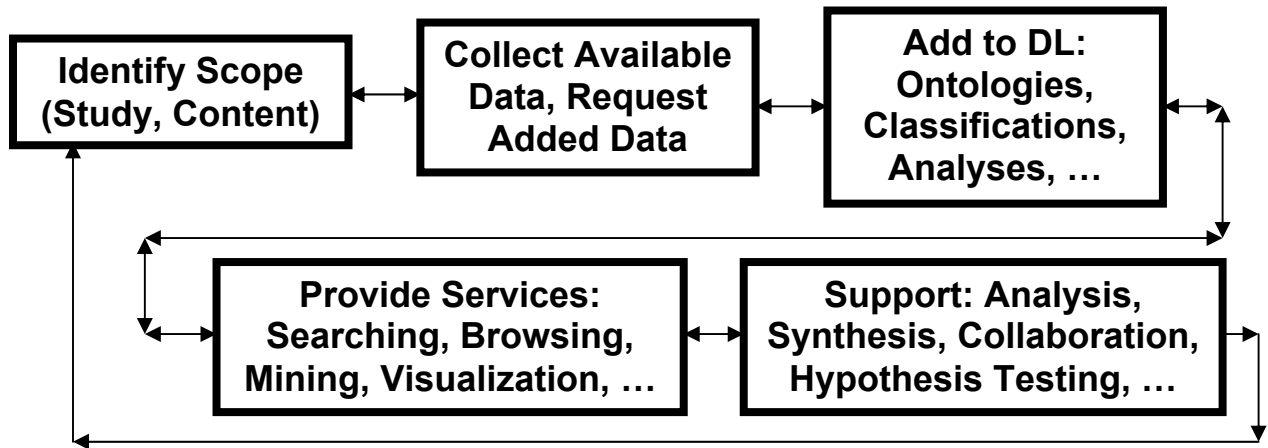 Identify Scope
(Study, Content)
Collect Available
Data, Request
Added Data
Add to DL:
Ontologies,
Classifications,
Analyses, …
Provide Services:
Searching, Browsing,
Mining, Visualization, …
Support: Analysis,
Synthesis, Collaboration,
Hypothesis Testing, …